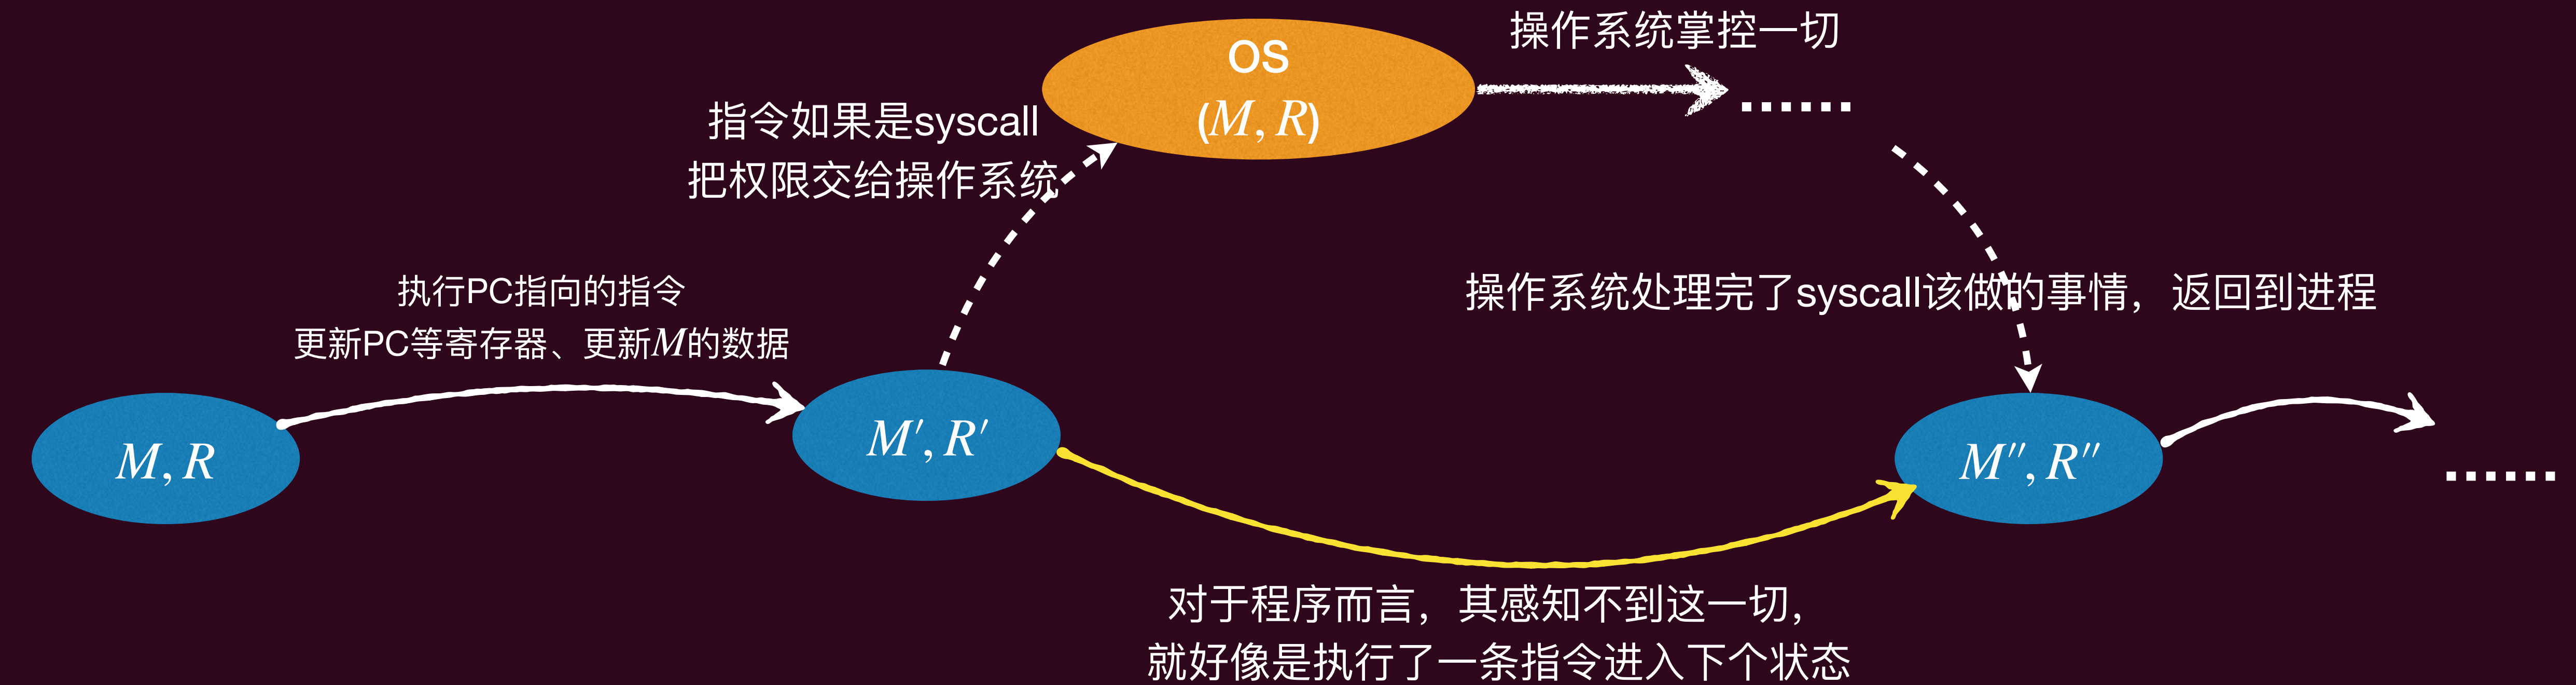 操作系统掌控一切
OS
(M, R)
......
指令如果是syscall
把权限交给操作系统
执行PC指向的指令
更新PC等寄存器、更新M的数据
操作系统处理完了syscall该做的事情，返回到进程
M, R
M′, R′
M″, R″
......
对于程序而言，其感知不到这一切，
就好像是执行了一条指令进入下个状态